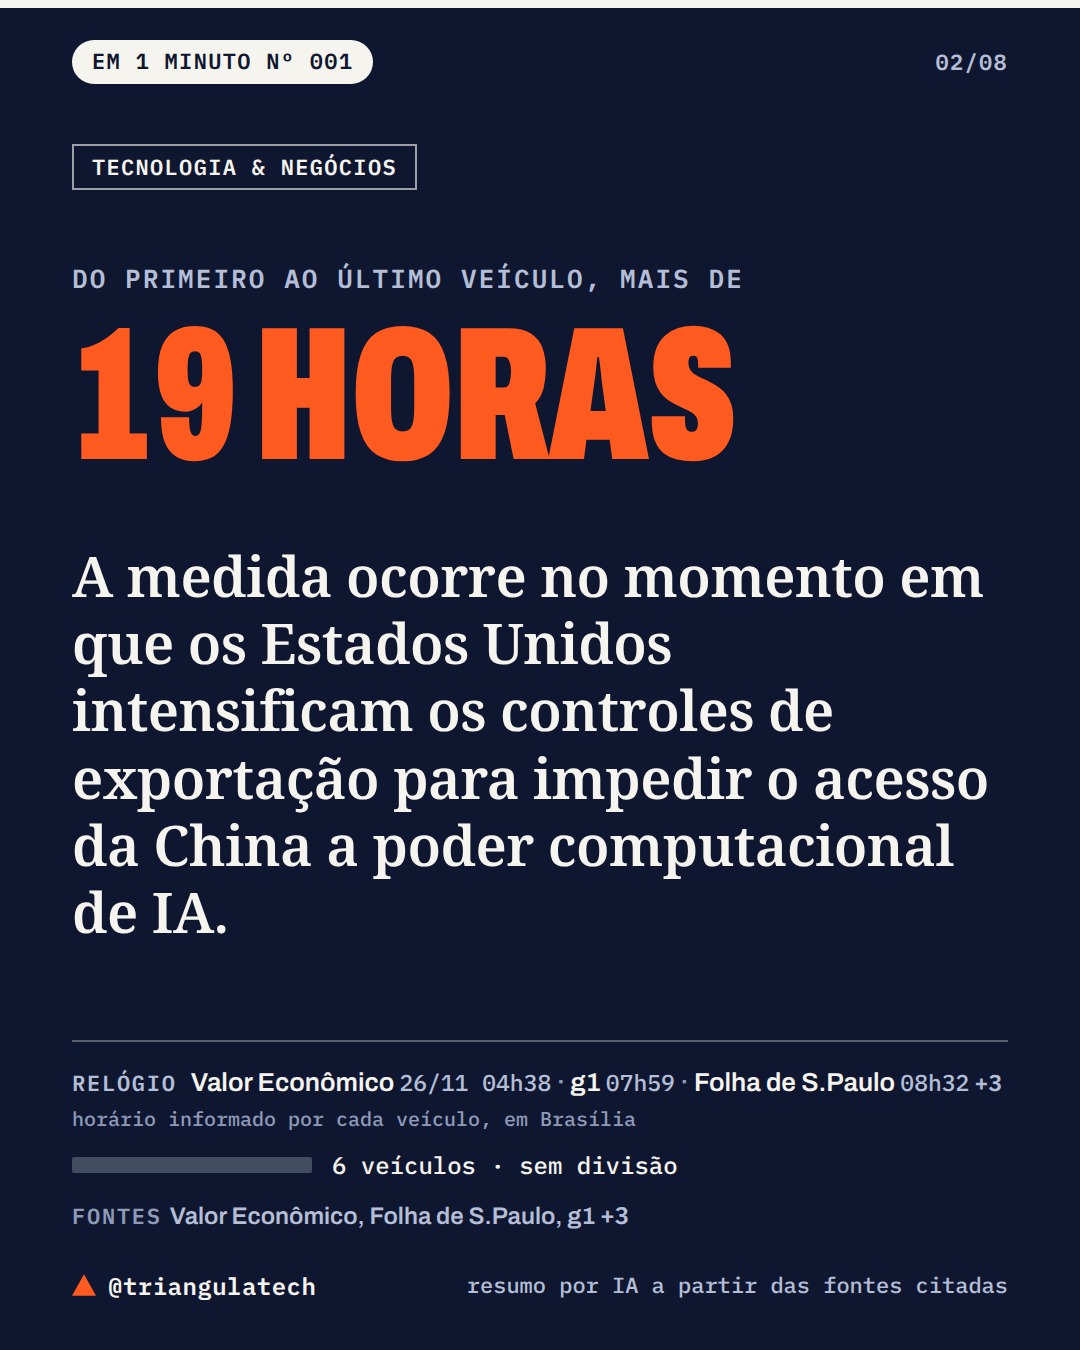 EM 1 MINUTO Nº 001
02/08
TECNOLOGIA & NEGÓCIOS
DO PRIMEIRO AO ÚLTIMO VEÍCULO, MAIS DE
19 HORAS
A medida ocorre no momento em
que os Estados Unidos
intensificam os controles de
exportação para impedir o acesso
da China a poder computacional
de IA.
RELÓGIO Valor Econômico 26/11 04h38 · g1 07h59 · Folha de S.Paulo 08h32 +3
horário informado por cada veículo, em Brasília
6 veículos · sem divisão
FONTES Valor Econômico, Folha de S.Paulo, g1 +3
@triangulatech
resumo por IA a partir das fontes citadas